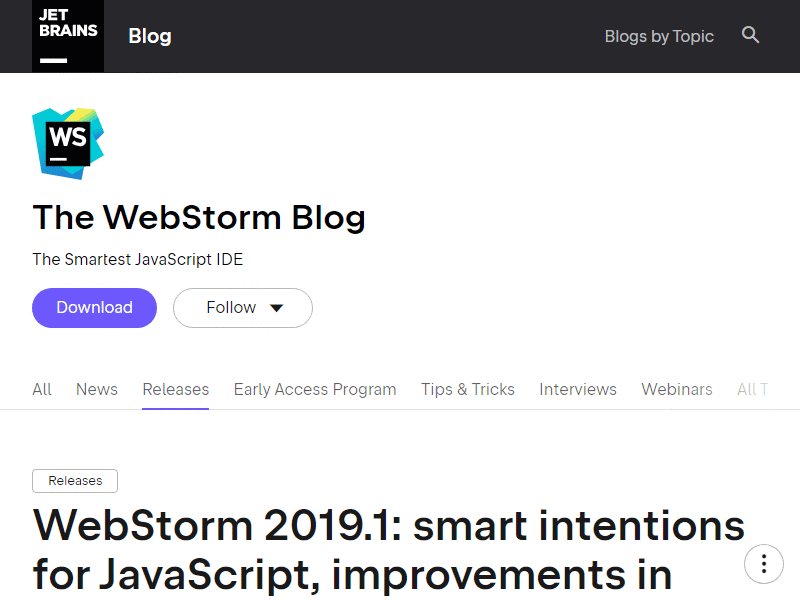 JET
BRAINS
Blog
Blogs by Topic
WS
The WebStorm Blog
The Smartest JavaScript IDE
Download
Follow
All News Releases Early Access Program Tips & Tricks Interviews Webinars All T
Releases
WebStorm 2019.1: smart intentions
for JavaScript, improvements in